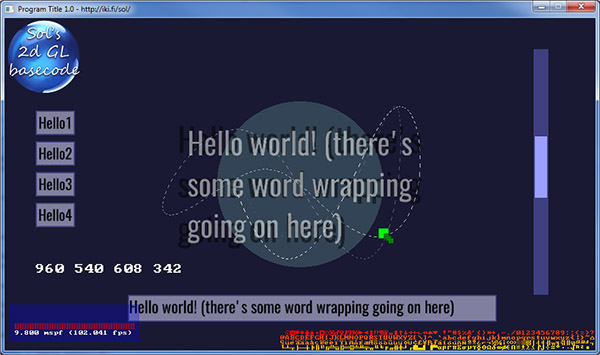 Program Title 1.0 - http://iki.fi/sol/
Sol's
2d GL
basecode
Hello1
Hello2
Hello3
Hello4
Hello world! (there's
some word wrapping
going on here)
960 540 608 342
Hello world! (there's some word wrapping going on here)
9.800 mspf (102.041 fps)